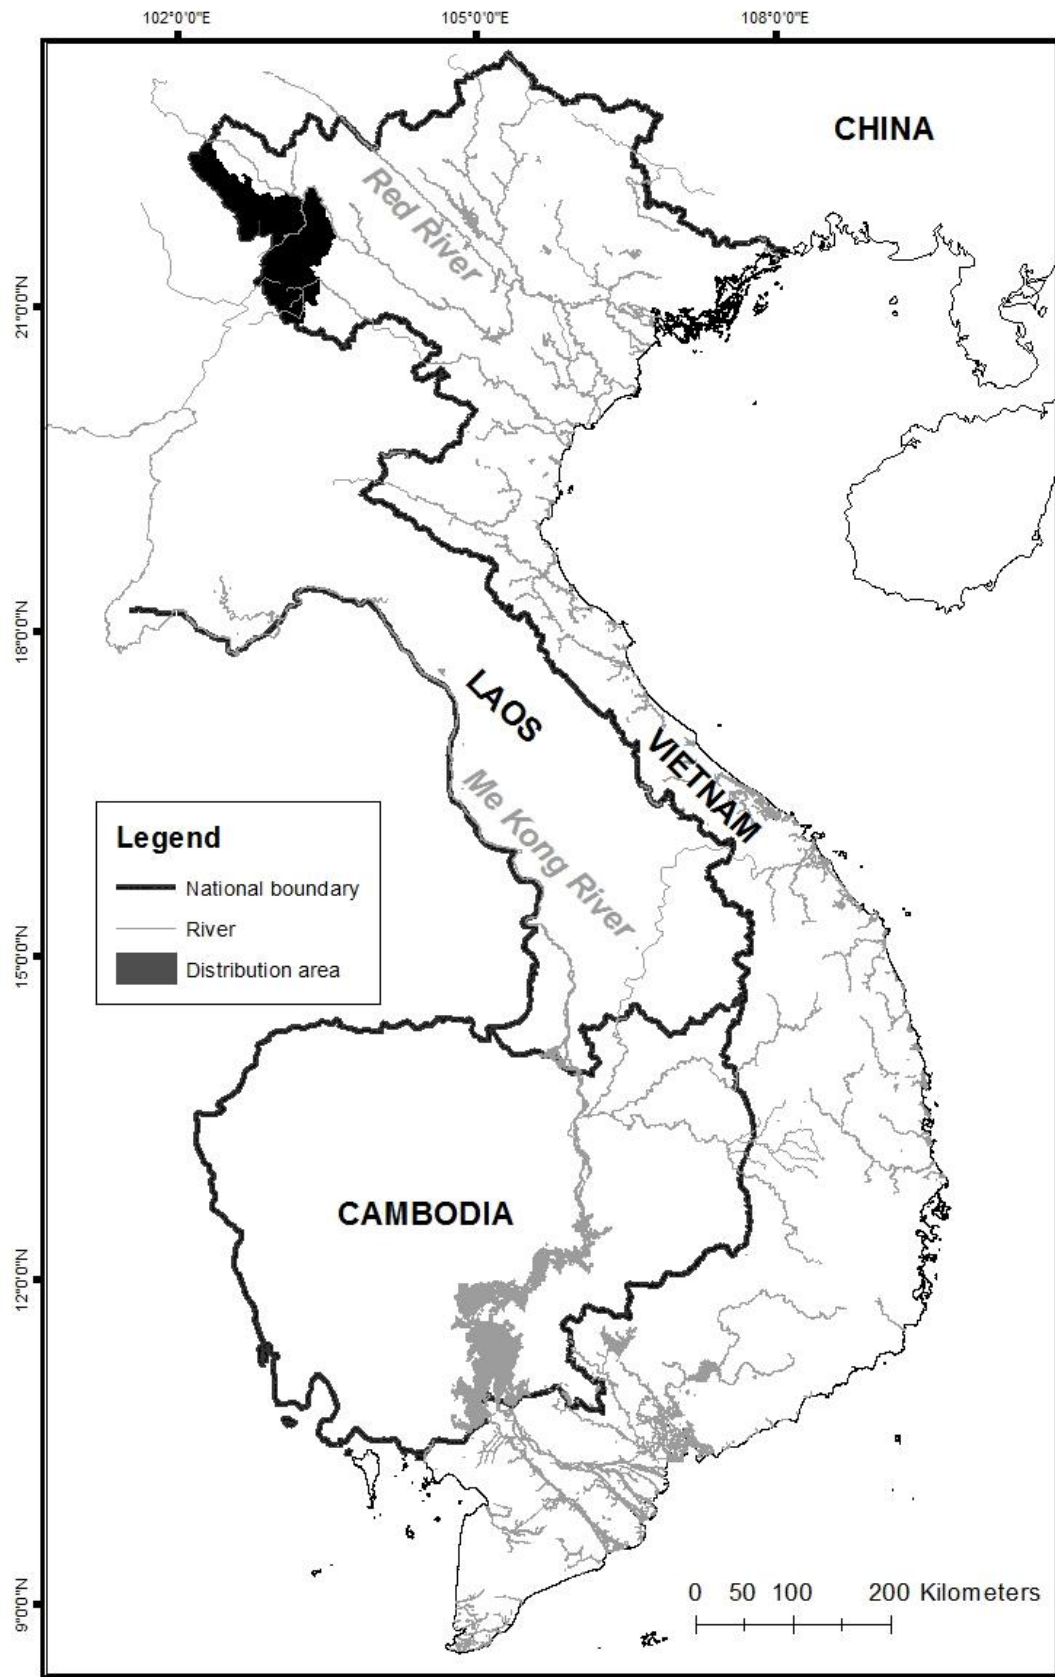 102°0'0"E
105°0'0"E
108°0'0"E
CHINA
Red River
21°0'0"N
18°0'0"N
LAOS
VIETNAM
Me Kong River
Legend
National boundary
River
Distribution area
15°0'0"N
CAMBODIA
12°0'0"N
9°0'0"N
0 50 100 200 Kilometers